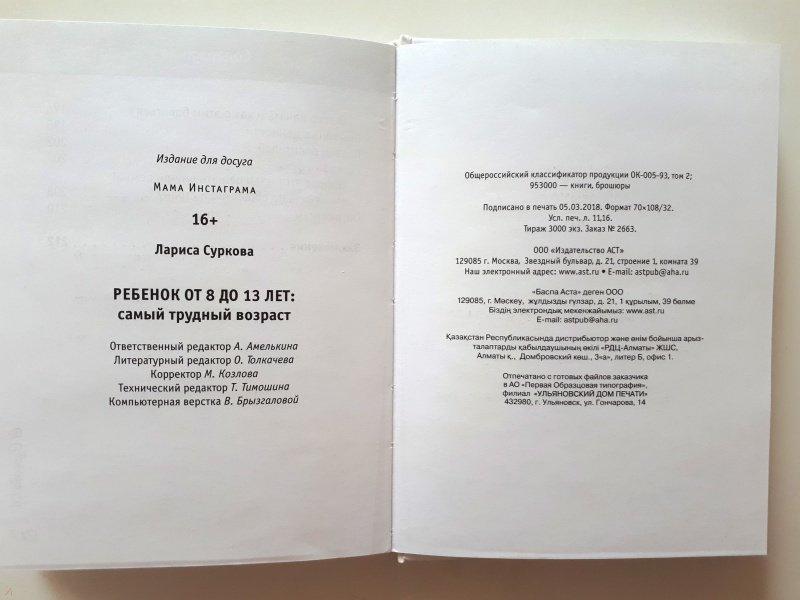 Издание для досуга
Мама Инстаграма
16+
Лариса Суркова
РЕБЕНОК ОТ 8 ДО 13 ЛЕТ:
самый трудный возраст
Ответственный редактор А. Амелькина
Литературный редактор О. Толкачева
Корректор М. Козлова
Технический редактор Т. Тимошина
Компьютерная верстка В. Брызгаловой
Общероссийский классификатор продукции ОК-005-93, том 2;
953000 — книги, брошюры
Подписано в печать 05.03.2018. Формат 70×108/32.
Усл. печ. л. 11,16.
Тираж 3000 экз. Заказ № 2663.
ООО «Издательство АСТ»
129085 г. Москва, Звездный бульвар, д. 21, строение 1, комната 39
Наш электронный адрес: www.ast.ru • E-mail: astpub@aha.ru
«Баспа Аста» деген ООО
129085, г. Мәскеу, жұлдызды гүлзар, д. 21, 1 құрылым, 39 бөлме
Біздің электрондық мекенжайымыз: www.ast.ru
E-mail: astpub@aha.ru
Қазақстан Республикасында дистрибьютор және өнім бойынша арыз-
талаптарды қабылдаушының өкілі «РДЦ-Алматы» ЖШС,
Алматы қ., Домбровский көш., 3«а», литер Б, офис 1.
Отпечатано с готовых файлов заказчика
в АО «Первая Образцовая типография»,
филиал «УЛЬЯНОВСКИЙ ДОМ ПЕЧАТИ»
432980, г. Ульяновск, ул. Гончарова, 14